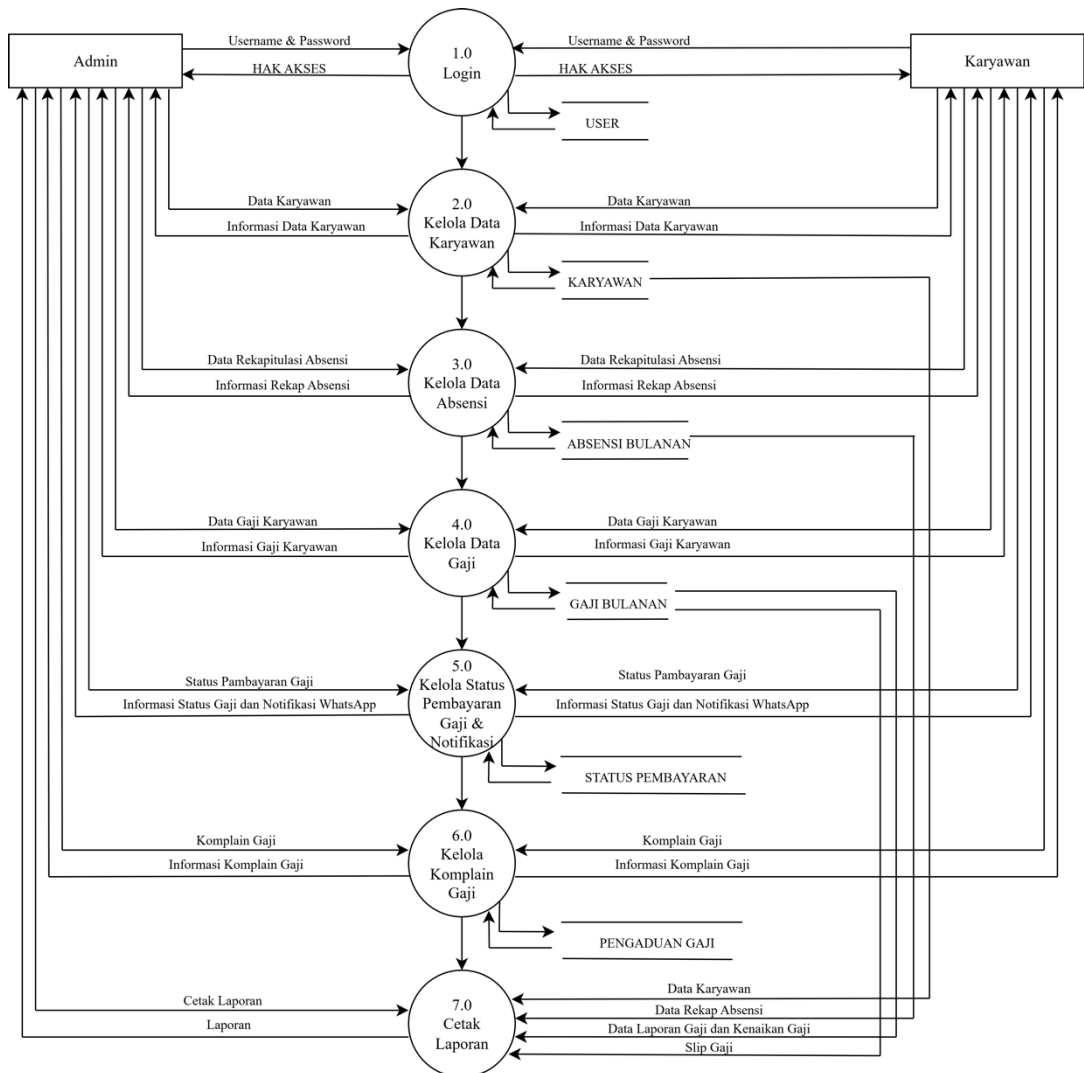 Username & Password
Username & Password
Admin
1.0
Login
Karyawan
HAK AKSES
HAK AKSES
USER
Data Karyawan
2.0
Kelola Data
Karyawan
Data Karyawan
Informasi Data Karyawan
Informasi Data Karyawan
KARYAWAN
Data Rekapitulasi Absensi
3.0
Kelola Data
Absensi
Data Rekapitulasi Absensi
Informasi Rekap Absensi
Informasi Rekap Absensi
ABSENSI BULANAN
Data Gaji Karyawan
4.0
Kelola Data
Gaji
Data Gaji Karyawan
Informasi Gaji Karyawan
Informasi Gaji Karyawan
GAJI BULANAN
Status Pambayaran Gaji
5.0
Kelola Status
Pembayaran
Gaji &
Notifikasi
Status Pambayaran Gaji
Informasi Status Gaji dan Notifikasi WhatsApp
Informasi Status Gaji dan Notifikasi WhatsApp
STATUS PEMBAYARAN
Komplain Gaji
6.0
Kelola
Komplain
Gaji
Komplain Gaji
Informasi Komplain Gaji
Informasi Komplain Gaji
PENGADUAN GAJI
Cetak Laporan
7.0
Cetak
Laporan
Laporan
Data Karyawan
Data Rekap Absensi
Data Laporan Gaji dan Kenaikan Gaji
Slip Gaji